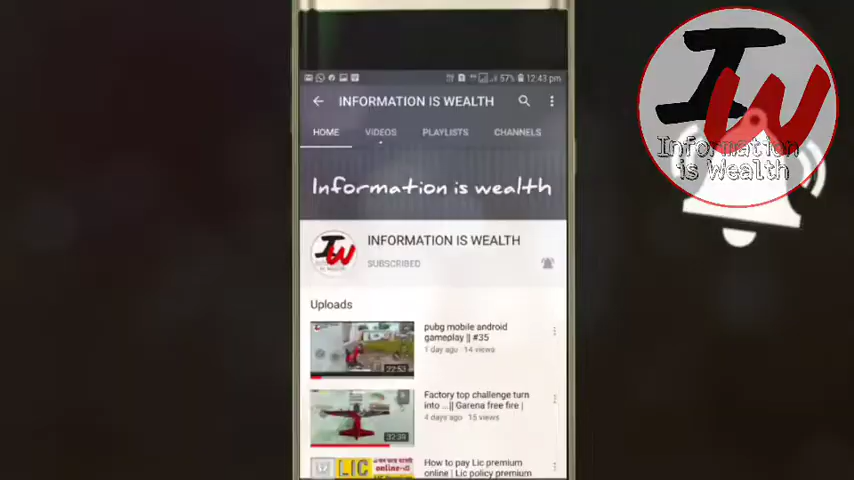 57% 12:43 pm
INFORMATION IS WEALTH
HOME VIDEOS PLAYLISTS CHANNELS
Information is wealth
INFORMATION IS WEALTH
SUBSCRIBED
Uploads
pubg mobile android
gameplay || #35
1 day ago · 14 views
22:53
Factory top challenge turn
into ...|| Garena free fire |
4 days ago · 15 views
32:39
LIC
How to pay Lic premium
online | Lic policy premium
IW
Information
is Wealth